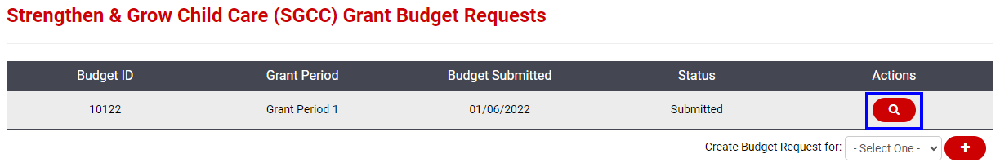 Strengthen & Grow Child Care (SGCC) Grant Budget Requests
Budget ID Grant Period Budget Submitted Status Actions
10122 Grant Period 1 01/06/2022 Submitted
Create Budget Request for: - Select One -